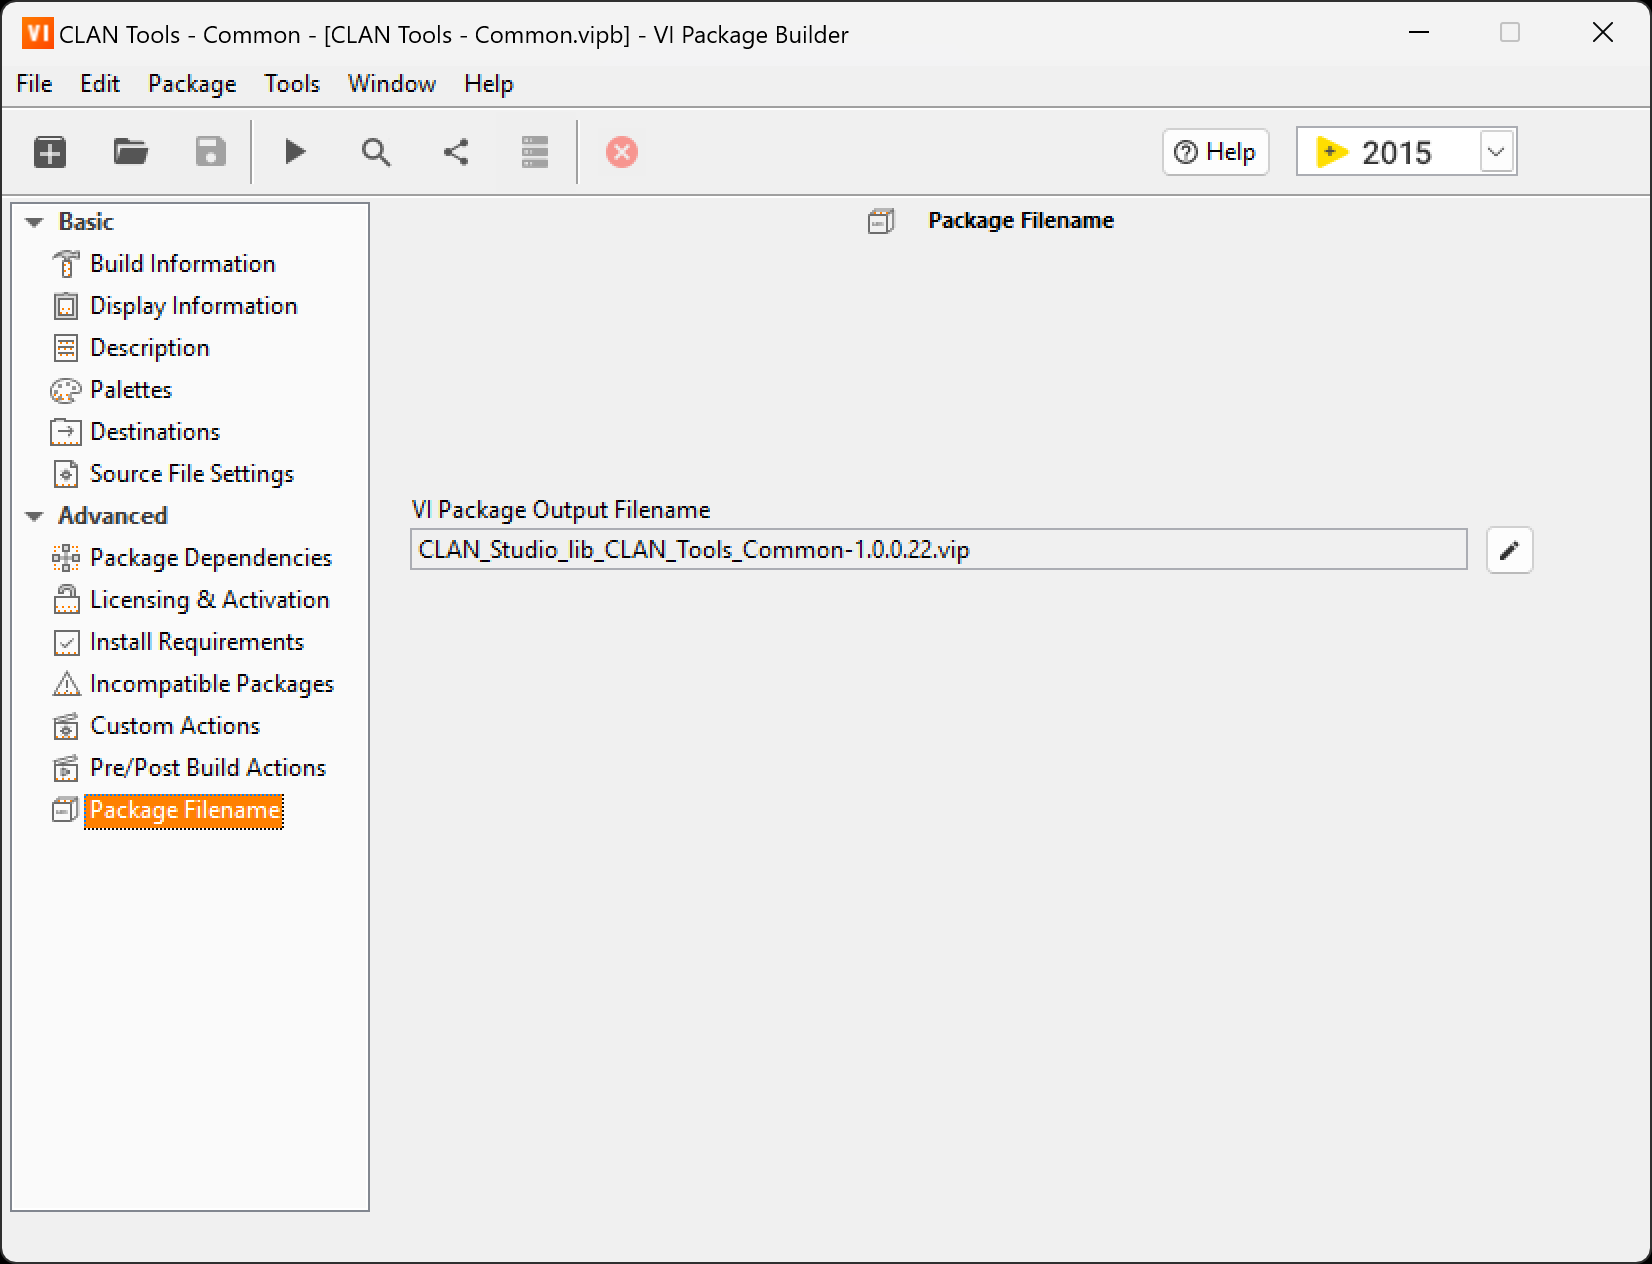 VI CLAN Tools - Common - [CLAN Tools - Common.vipb] - VI Package Builder
File Edit Package Tools Window Help
Help
2015
Basic
Build Information
Display Information
Description
Palettes
Destinations
Source File Settings
Advanced
Package Dependencies
Licensing & Activation
Install Requirements
Incompatible Packages
Custom Actions
Pre/Post Build Actions
Package Filename
Package Filename
VI Package Output Filename
CLAN_Studio_lib_CLAN_Tools_Common-1.0.0.22.vip